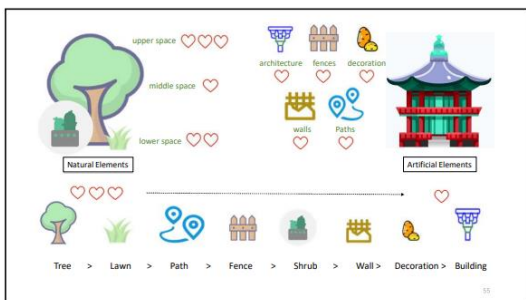 upper space
middle space
lower space
Natural Elements
architecture fences decoration
walls Paths
Artificial Elements
Tree > Lawn > Path > Fence > Shrub > Wall > Decoration > Building